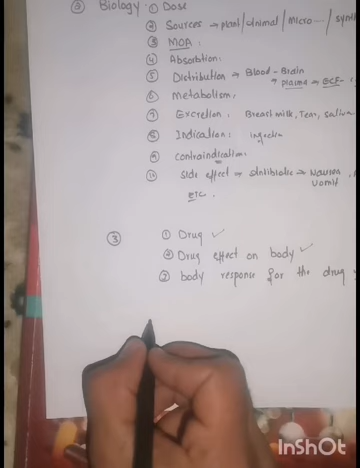 ② Biology ① Dose
② Sources → plant/Animal/micro---/syn
③ MOA.
④ Absorption.
⑤ Distribution → Blood-Brain
→ plasma → ECF-
⑥ Metabolism.
⑦ Excretion. Breast milk, Tear, Saliva
⑧ Indication: 
⑨ Contraindication.
⑩ Side effect → Antibiotic → Nausea
vomit
ETC.
③ ① Drug ✓
② Drug effect on body ✓
③ body response for the drug
InShOt